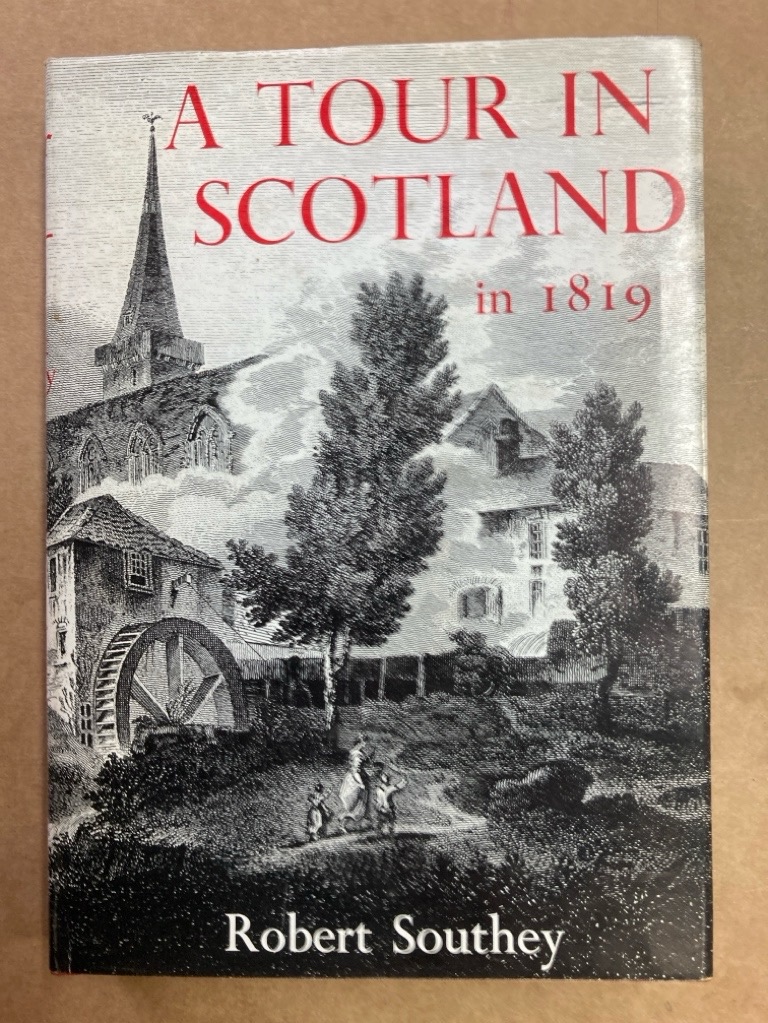 A TOUR IN
SCOTLAND
in 1819
Robert Southey